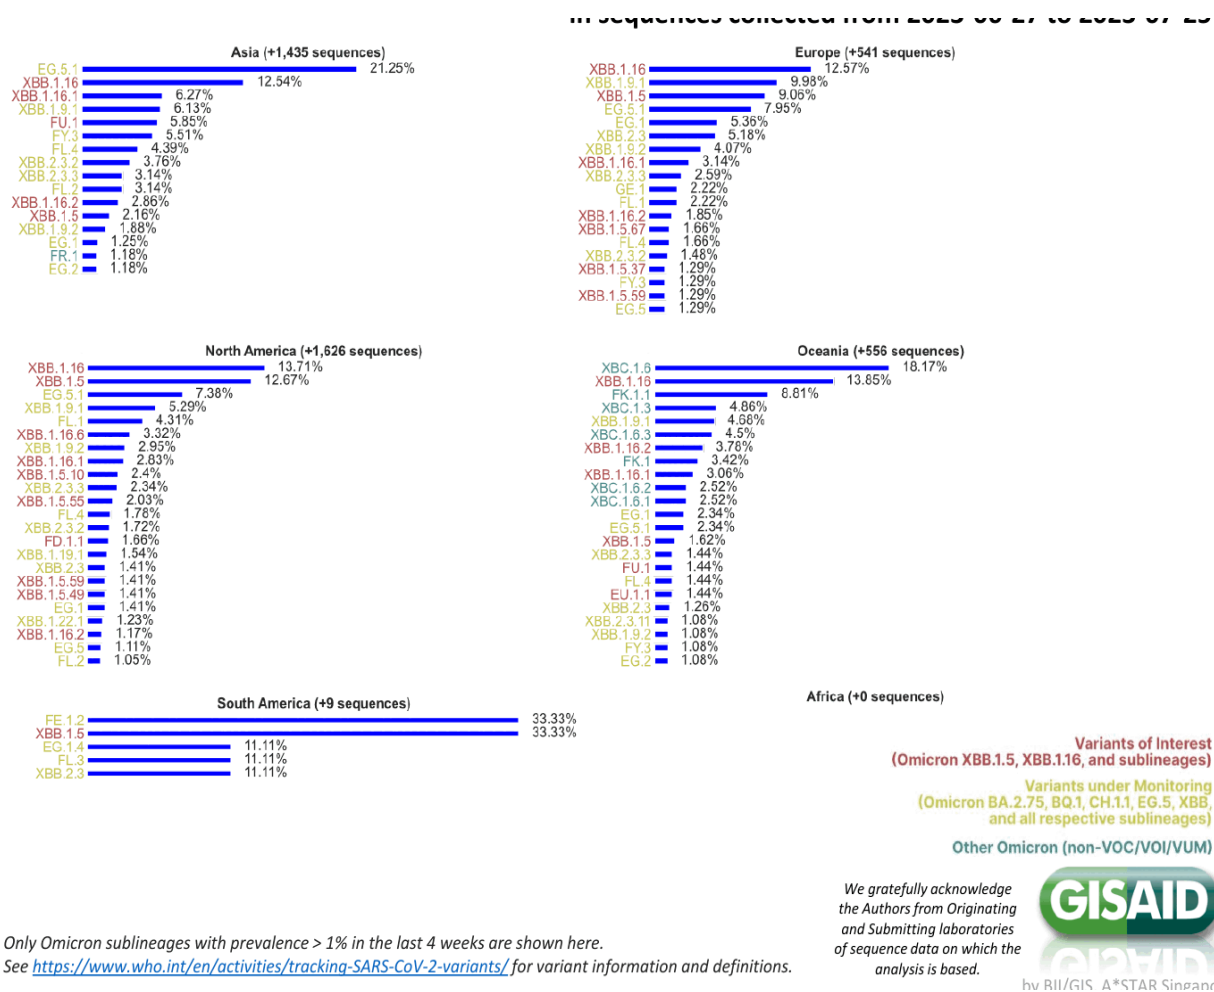 in sequences collected from 2023-06-27 to 2023-07-25
Asia (+1,435 sequences)
EG.5.1 21.25%
XBB.1.16 12.54%
XBB.1.16.1 6.27%
XBB.1.9.1 6.13%
FU.1 5.85%
FY.3 5.51%
FL.4 4.39%
XBB.2.3.2 3.76%
XBB.2.3.3 3.14%
FL.2 3.14%
XBB.1.16.2 2.86%
XBB.1.5 2.16%
XBB.1.9.2 1.88%
EG.1 1.25%
FR.1 1.18%
EG.2 1.18%
Europe (+541 sequences)
XBB.1.16 12.57%
XBB.1.9.1 9.98%
XBB.1.5 9.06%
EG.5.1 7.95%
EG.1 5.36%
XBB.2.3 5.18%
XBB.1.9.2 4.07%
XBB.1.16.1 3.14%
XBB.2.3.3 2.59%
GE.1 2.22%
FL.1 2.22%
XBB.1.16.2 1.85%
XBB.1.5.67 1.66%
FL.4 1.66%
XBB.2.3.2 1.48%
XBB.1.5.37 1.29%
FY.3 1.29%
XBB.1.5.59 1.29%
EG.5 1.29%
North America (+1,626 sequences)
XBB.1.16 13.71%
XBB.1.5 12.67%
EG.5.1 7.38%
XBB.1.9.1 5.29%
FL.1 4.31%
XBB.1.16.6 3.32%
XBB.1.9.2 2.95%
XBB.1.16.1 2.83%
XBB.1.5.10 2.4%
XBB.2.3.3 2.34%
XBB.1.5.55 2.03%
FL.4 1.78%
XBB.2.3.2 1.72%
FD.1.1 1.66%
XBB.1.19.1 1.54%
XBB.2.3 1.41%
XBB.1.5.59 1.41%
XBB.1.5.49 1.41%
EG.1 1.41%
XBB.1.22.1 1.23%
XBB.1.16.2 1.17%
EG.5 1.11%
FL.2 1.05%
Oceania (+556 sequences)
XBC.1.6 18.17%
XBB.1.16 13.85%
FK.1.1 8.81%
XBC.1.3 4.86%
XBB.1.9.1 4.68%
XBC.1.6.3 4.5%
XBB.1.16.2 3.78%
FK.1 3.42%
XBB.1.16.1 3.06%
XBC.1.6.2 2.52%
XBC.1.6.1 2.52%
EG.1 2.34%
EG.5.1 2.34%
XBB.1.5 1.62%
XBB.2.3.3 1.44%
FU.1 1.44%
FL.4 1.44%
EU.1.1 1.44%
XBB.2.3 1.26%
XBB.2.3.11 1.08%
XBB.1.9.2 1.08%
FY.3 1.08%
EG.2 1.08%
South America (+9 sequences)
FE.1.2 33.33%
XBB.1.5 33.33%
EG.1.4 11.11%
FL.3 11.11%
XBB.2.3 11.11%
Africa (+0 sequences)
Variants of Interest
(Omicron XBB.1.5, XBB.1.16, and sublineages)
Variants under Monitoring
(Omicron BA.2.75, BQ.1, CH.1.1, EG.5, XBB,
and all respective sublineages)
Other Omicron (non-VOC/VOI/VUM)
We gratefully acknowledge
the Authors from Originating
and Submitting laboratories
of sequence data on which the
analysis is based.
GISAID
Only Omicron sublineages with prevalence > 1% in the last 4 weeks are shown here.
See https://www.who.int/en/activities/tracking-SARS-CoV-2-variants/ for variant information and definitions.
by BII/GIS, A*STAR Singapo